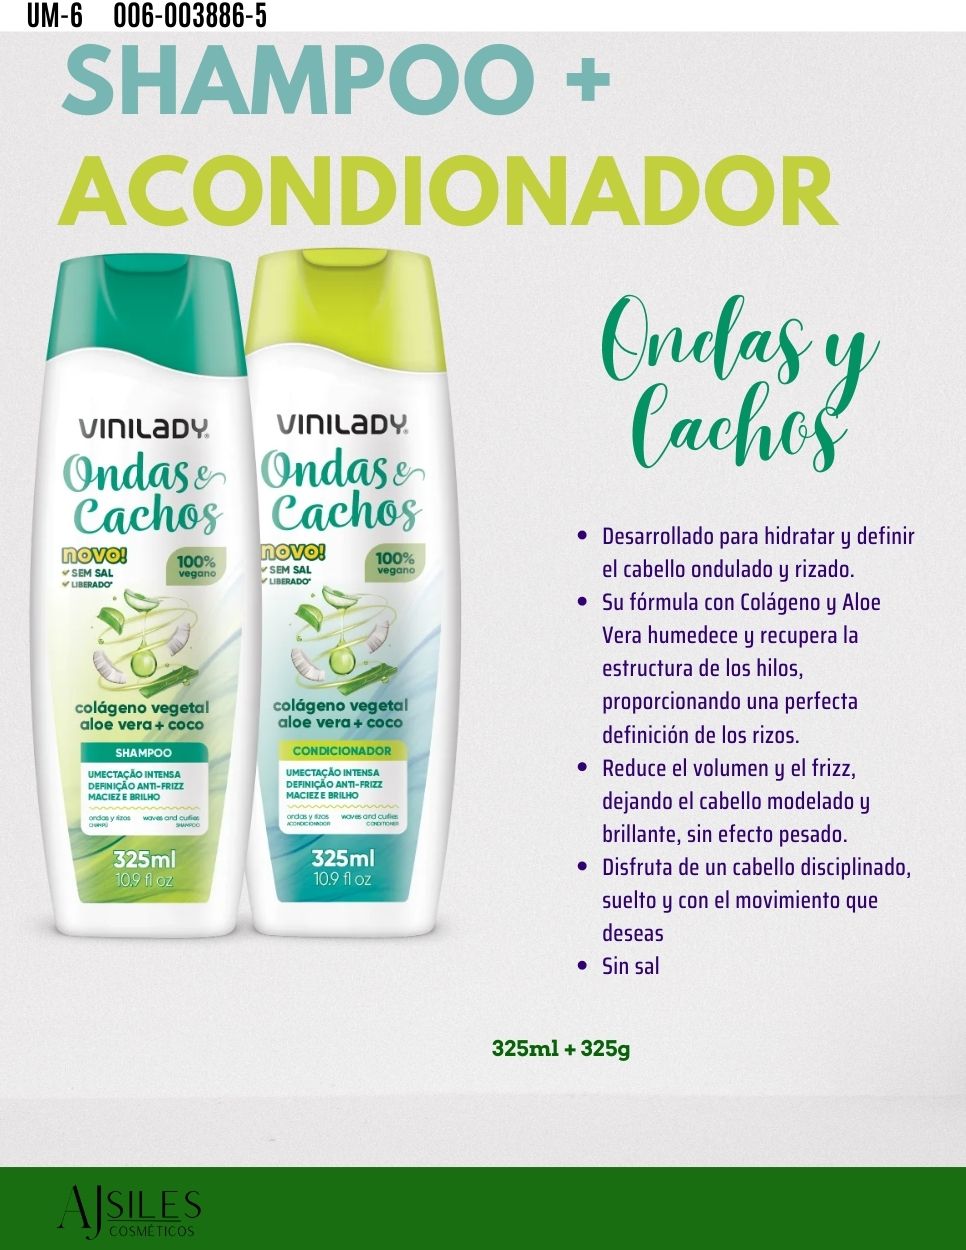 UM-6 006-003886-5
SHAMPOO +
ACONDIONADOR
Ondas y
Cachos
VINILADY
Ondas e
Cachos
novo!
SEM SAL
LIBERADO*
100%
vegano
colágeno vegetal
aloe vera + coco
SHAMPOO
UMECTAÇÃO INTENSA
DEFINIÇÃO ANTI-FRIZZ
MACIEZ E BRILHO
ondas y rizos waves and curlies
CHAMPÚ SHAMPOO
325ml
10.9 fl oz
VINILADY
Ondas e
Cachos
novo!
SEM SAL
LIBERADO*
100%
vegano
colágeno vegetal
aloe vera + coco
CONDICIONADOR
UMECTAÇÃO INTENSA
DEFINIÇÃO ANTI-FRIZZ
MACIEZ E BRILHO
ondas y rizos waves and curlies
ACONDICIONADOR CONDITIONER
325ml
10.9 fl oz
• Desarrollado para hidratar y definir
el cabello ondulado y rizado.
• Su fórmula con Colágeno y Aloe
Vera humedece y recupera la
estructura de los hilos,
proporcionando una perfecta
definición de los rizos.
• Reduce el volumen y el frizz,
dejando el cabello modelado y
brillante, sin efecto pesado.
• Disfruta de un cabello disciplinado,
suelto y con el movimiento que
deseas
• Sin sal
325ml + 325g
AJSILES
COSMÉTICOS